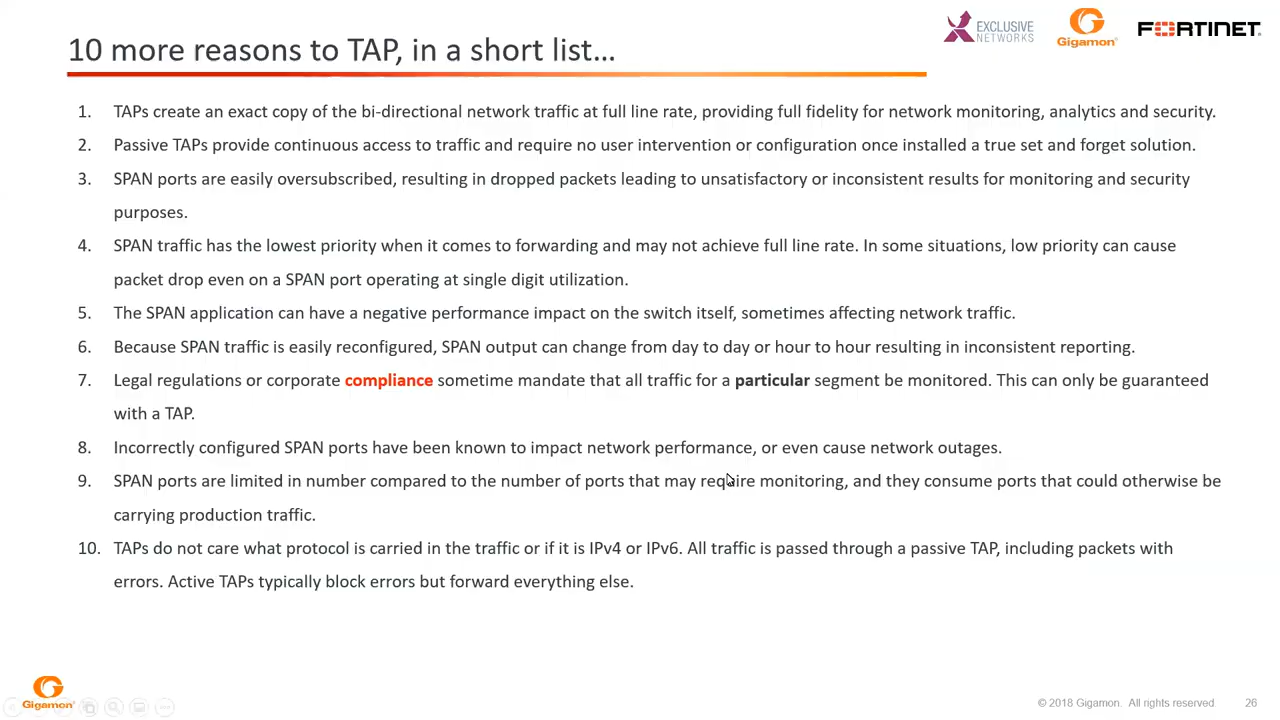 10 more reasons to TAP, in a short list...
EXCLUSIVE
NETWORKS
Gigamon®
FORTINET®
1. TAPs create an exact copy of the bi-directional network traffic at full line rate, providing full fidelity for network monitoring, analytics and security.
2. Passive TAPs provide continuous access to traffic and require no user intervention or configuration once installed a true set and forget solution.
3. SPAN ports are easily oversubscribed, resulting in dropped packets leading to unsatisfactory or inconsistent results for monitoring and security
purposes.
4. SPAN traffic has the lowest priority when it comes to forwarding and may not achieve full line rate. In some situations, low priority can cause
packet drop even on a SPAN port operating at single digit utilization.
5. The SPAN application can have a negative performance impact on the switch itself, sometimes affecting network traffic.
6. Because SPAN traffic is easily reconfigured, SPAN output can change from day to day or hour to hour resulting in inconsistent reporting.
7. Legal regulations or corporate compliance sometime mandate that all traffic for a particular segment be monitored. This can only be guaranteed
with a TAP.
8. Incorrectly configured SPAN ports have been known to impact network performance, or even cause network outages.
9. SPAN ports are limited in number compared to the number of ports that may require monitoring, and they consume ports that could otherwise be
carrying production traffic.
10. TAPs do not care what protocol is carried in the traffic or if it is IPv4 or IPv6. All traffic is passed through a passive TAP, including packets with
errors. Active TAPs typically block errors but forward everything else.
Gigamon®
© 2018 Gigamon. All rights reserved 26